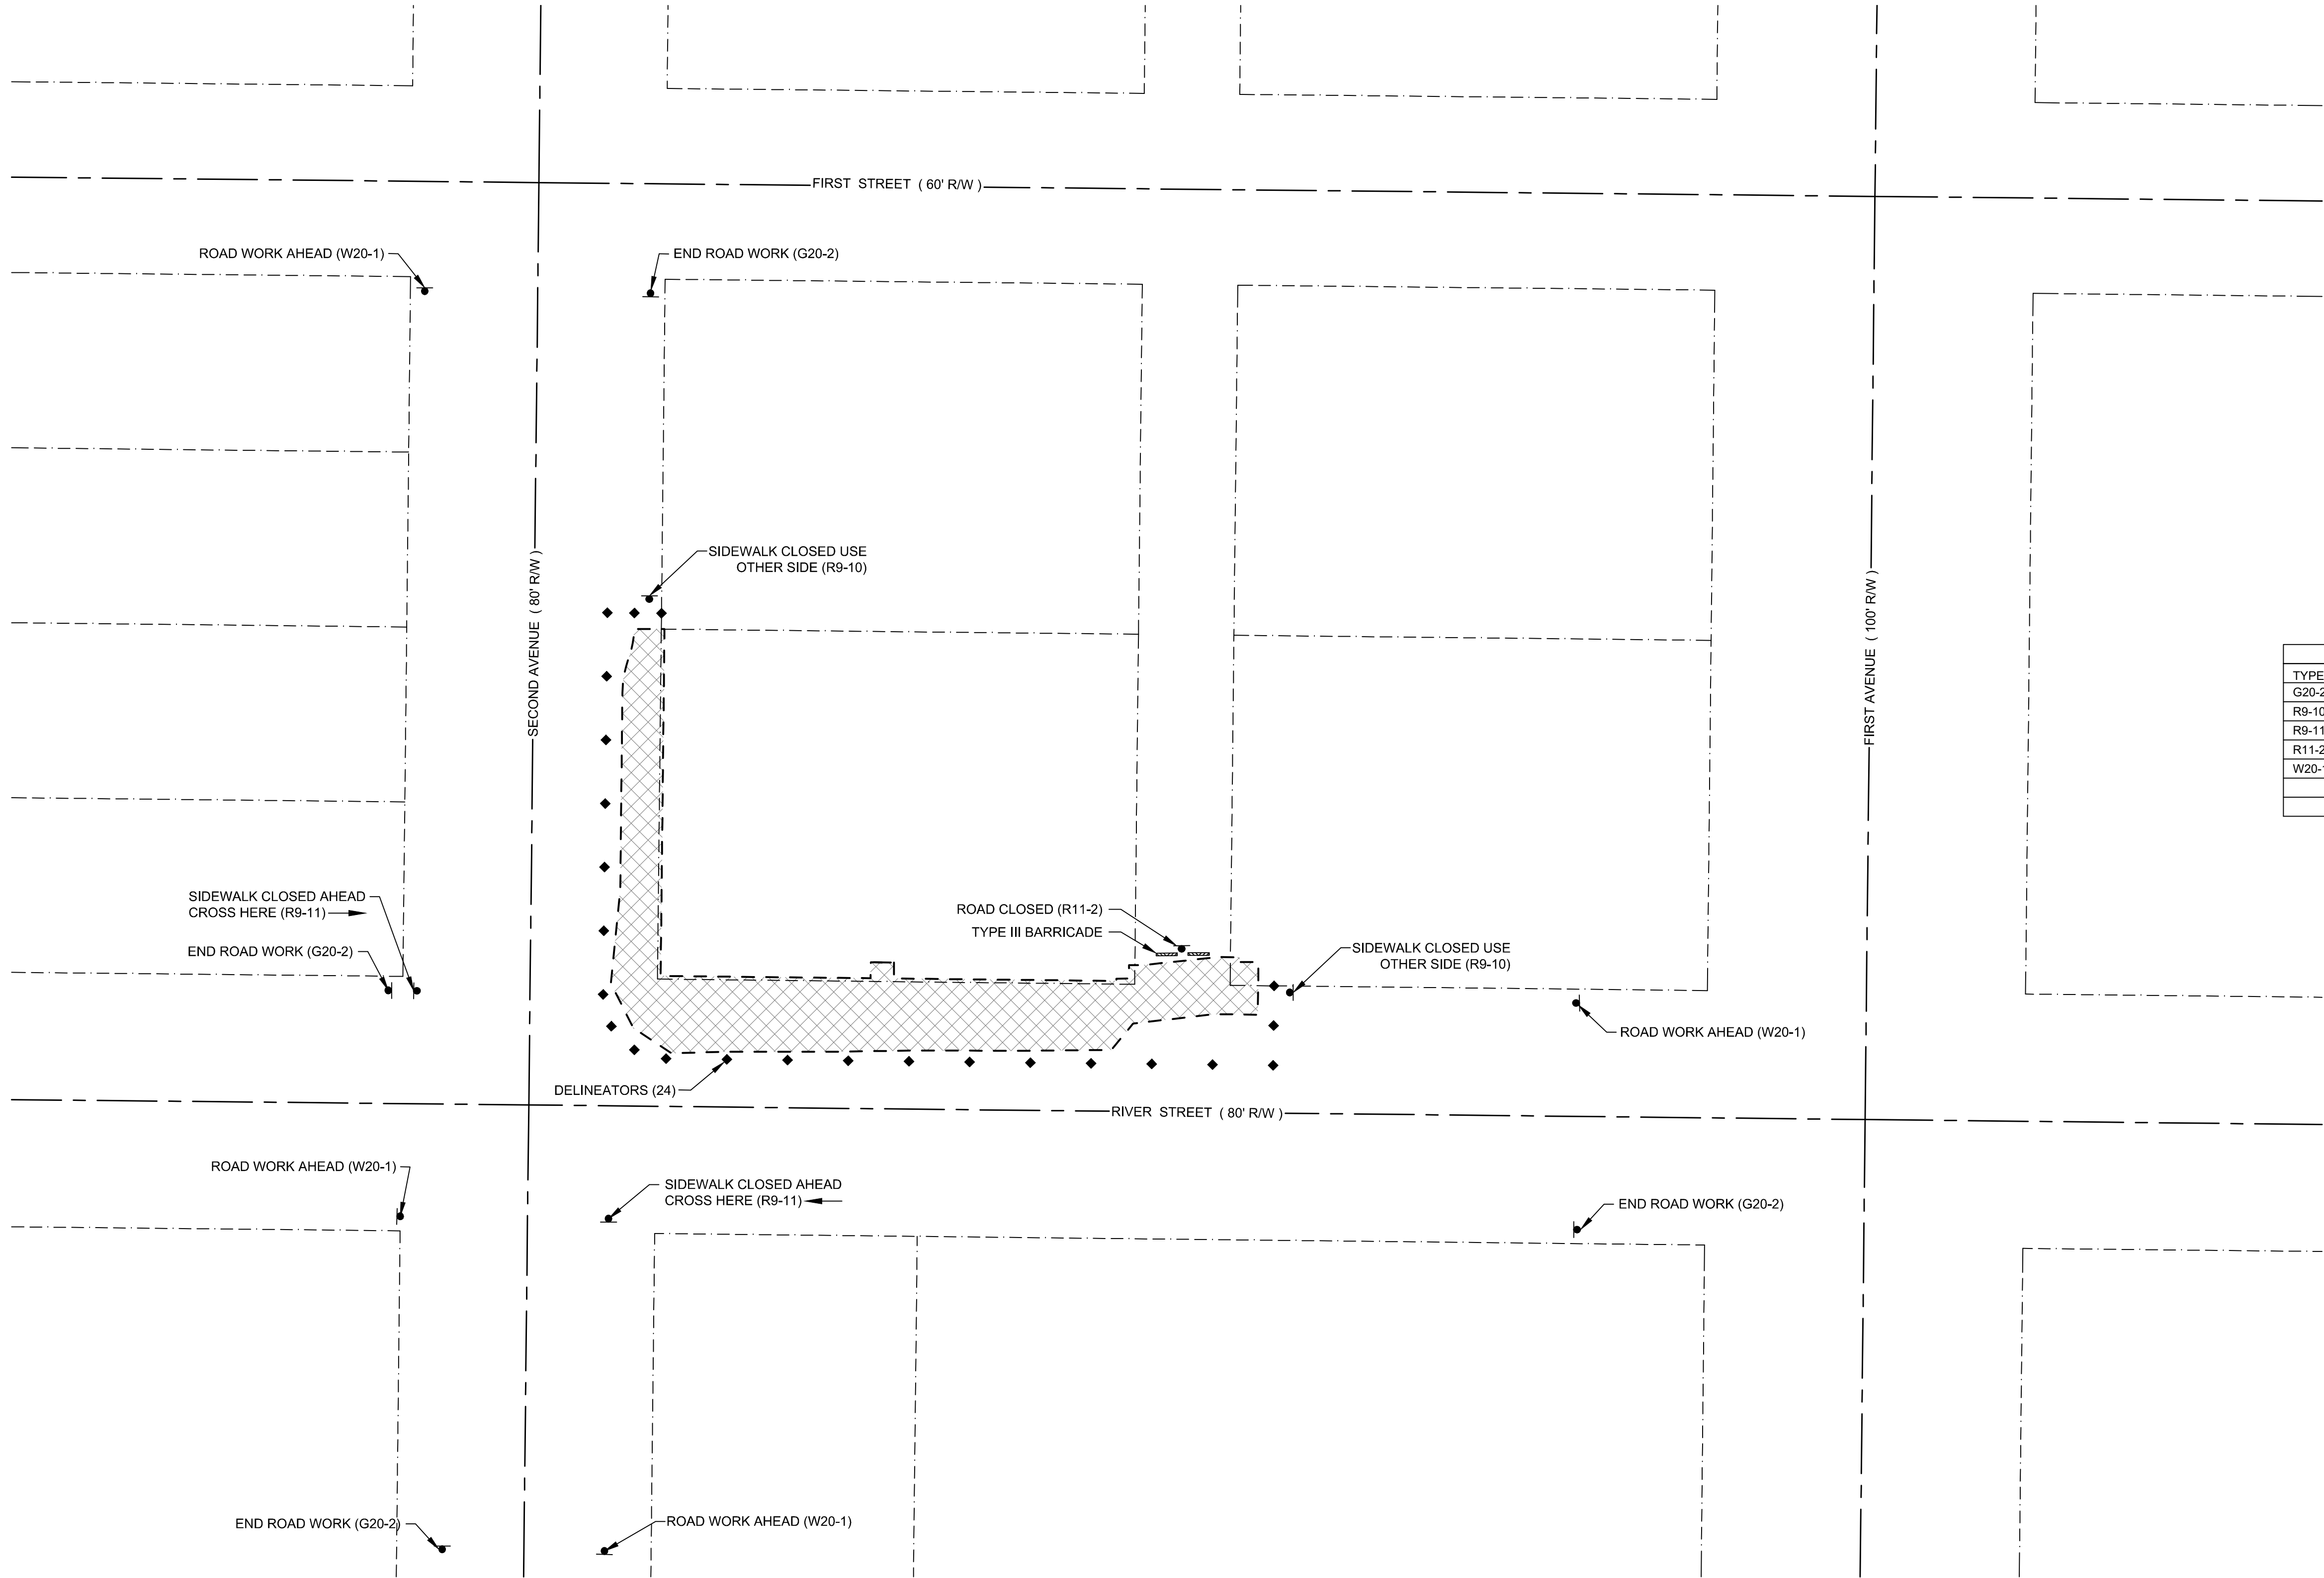 FIRST STREET ( 60' R/W )
ROAD WORK AHEAD (W20-1)
END ROAD WORK (G20-2)
SIDEWALK CLOSED USE
OTHER SIDE (R9-10)
SECOND AVENUE ( 80' R/W )
FIRST AVENUE ( 100' R/W )
TYPE
G20-2
R9-10
R9-11
R11-2
W20-1
SIDEWALK CLOSED AHEAD
CROSS HERE (R9-11)
END ROAD WORK (G20-2)
ROAD CLOSED (R11-2)
TYPE III BARRICADE
SIDEWALK CLOSED USE
OTHER SIDE (R9-10)
ROAD WORK AHEAD (W20-1)
DELINEATORS (24)
RIVER STREET ( 80' R/W )
ROAD WORK AHEAD (W20-1)
SIDEWALK CLOSED AHEAD
CROSS HERE (R9-11)
END ROAD WORK (G20-2)
END ROAD WORK (G20-2)
ROAD WORK AHEAD (W20-1)